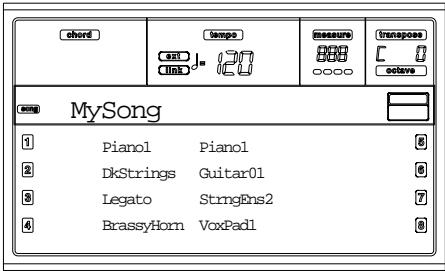 chord tempo measure transpose
ext ♩= 120 888 C 0
link octave
song MySong
1 Piano1 Piano1 5
2 DkStrings Guitar01 6
3 Legato StrngEns2 7
4 BrassyHorn VoxPad1 8